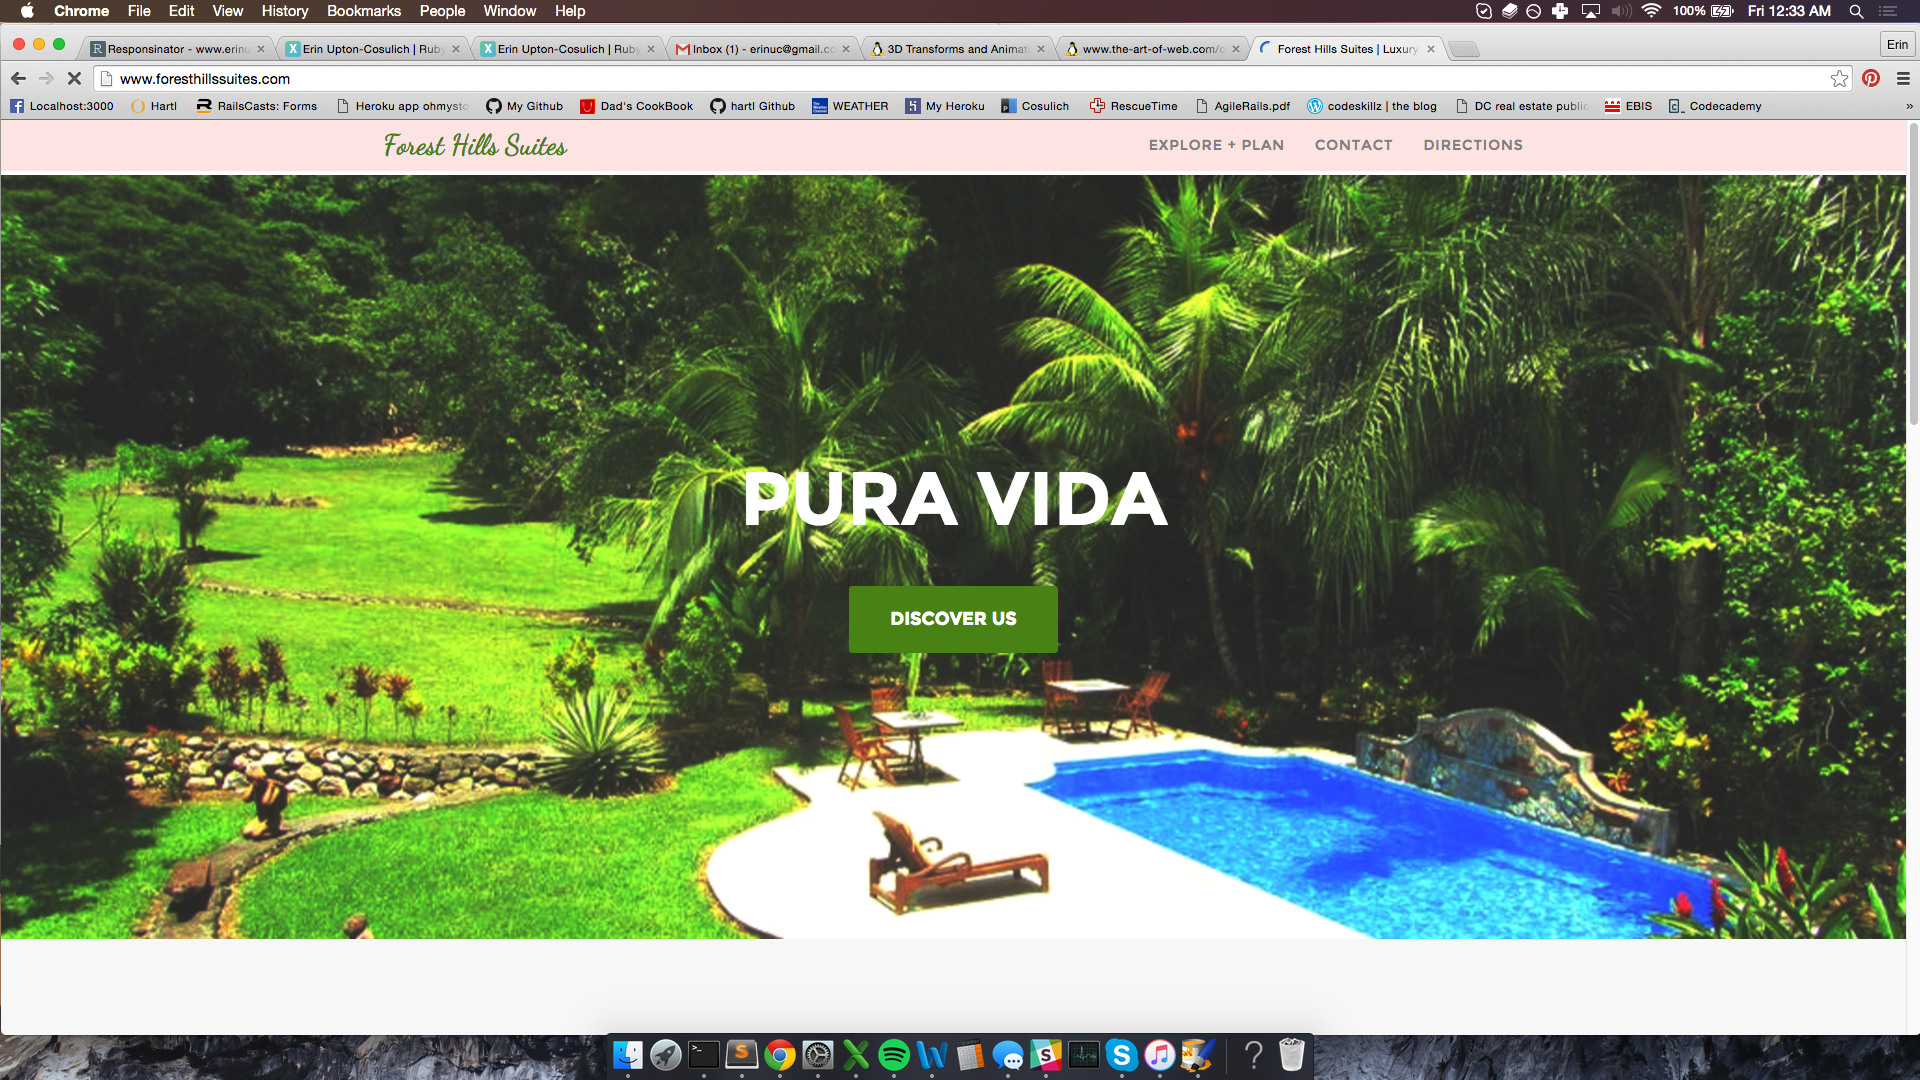 Chrome File Edit View History Bookmarks People Window Help 100% Fri 12:33 AM
Responsinator - www.erinu Erin Upton-Cosulich | Ruby Erin Upton-Cosulich | Ruby Inbox (1) - erinuc@gmail.co 3D Transforms and Animat www.the-art-of-web.com/c Forest Hills Suites | Luxury Erin
www.foresthillssuites.com
Localhost:3000 Hartl RailsCasts: Forms Heroku app ohmysto My Github Dad's CookBook hartl Github WEATHER My Heroku Cosulich RescueTime AgileRails.pdf codeskillz | the blog DC real estate public EBIS Codecademy »
Forest Hills Suites EXPLORE + PLAN CONTACT DIRECTIONS
PURA VIDA
DISCOVER US